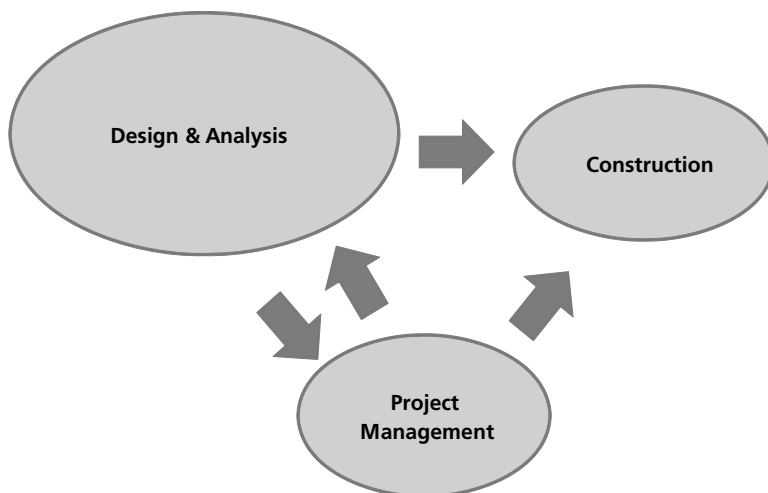 Design & Analysis
Construction
Project
Management